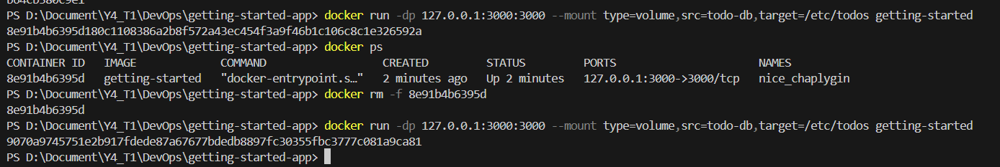 PS D:\Document\Y4_T1\DevOps\getting-started-app> docker run -dp 127.0.0.1:3000:3000 --mount type=volume,src=todo-db,target=/etc/todos getting-started
8e91b4b6395d180c1108386a2b8f572a43ec454f3a9f46b1c106c8c1e326592a
PS D:\Document\Y4_T1\DevOps\getting-started-app> docker ps
CONTAINER ID   IMAGE             COMMAND                  CREATED         STATUS         PORTS                      NAMES
8e91b4b6395d   getting-started   "docker-entrypoint.s…"   2 minutes ago   Up 2 minutes   127.0.0.1:3000->3000/tcp   nice_chaplygin
PS D:\Document\Y4_T1\DevOps\getting-started-app> docker rm -f 8e91b4b6395d
8e91b4b6395d
PS D:\Document\Y4_T1\DevOps\getting-started-app> docker run -dp 127.0.0.1:3000:3000 --mount type=volume,src=todo-db,target=/etc/todos getting-started
9070a9745751e2b917fdede87a67677bdedb8897fc30355fbc3777c081a9ca81
PS D:\Document\Y4_T1\DevOps\getting-started-app>